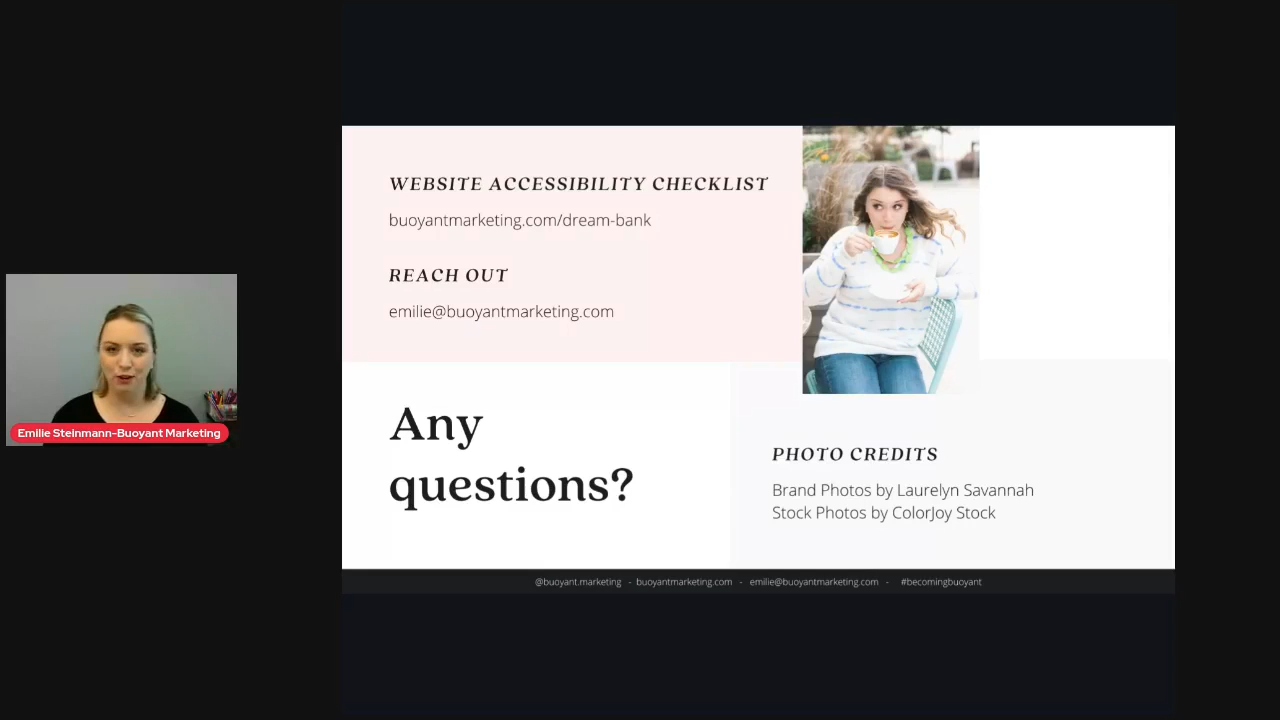 WEBSITE ACCESSIBILITY CHECKLIST
buoyantmarketing.com/dream-bank
REACH OUT
emilie@buoyantmarketing.com
Any
questions?
PHOTO CREDITS
Brand Photos by Laurelyn Savannah
Stock Photos by ColorJoy Stock
@buoyant.marketing - buoyantmarketing.com - emilie@buoyantmarketing.com - #becomingbuoyant
Emilie Steinmann-Buoyant Marketing